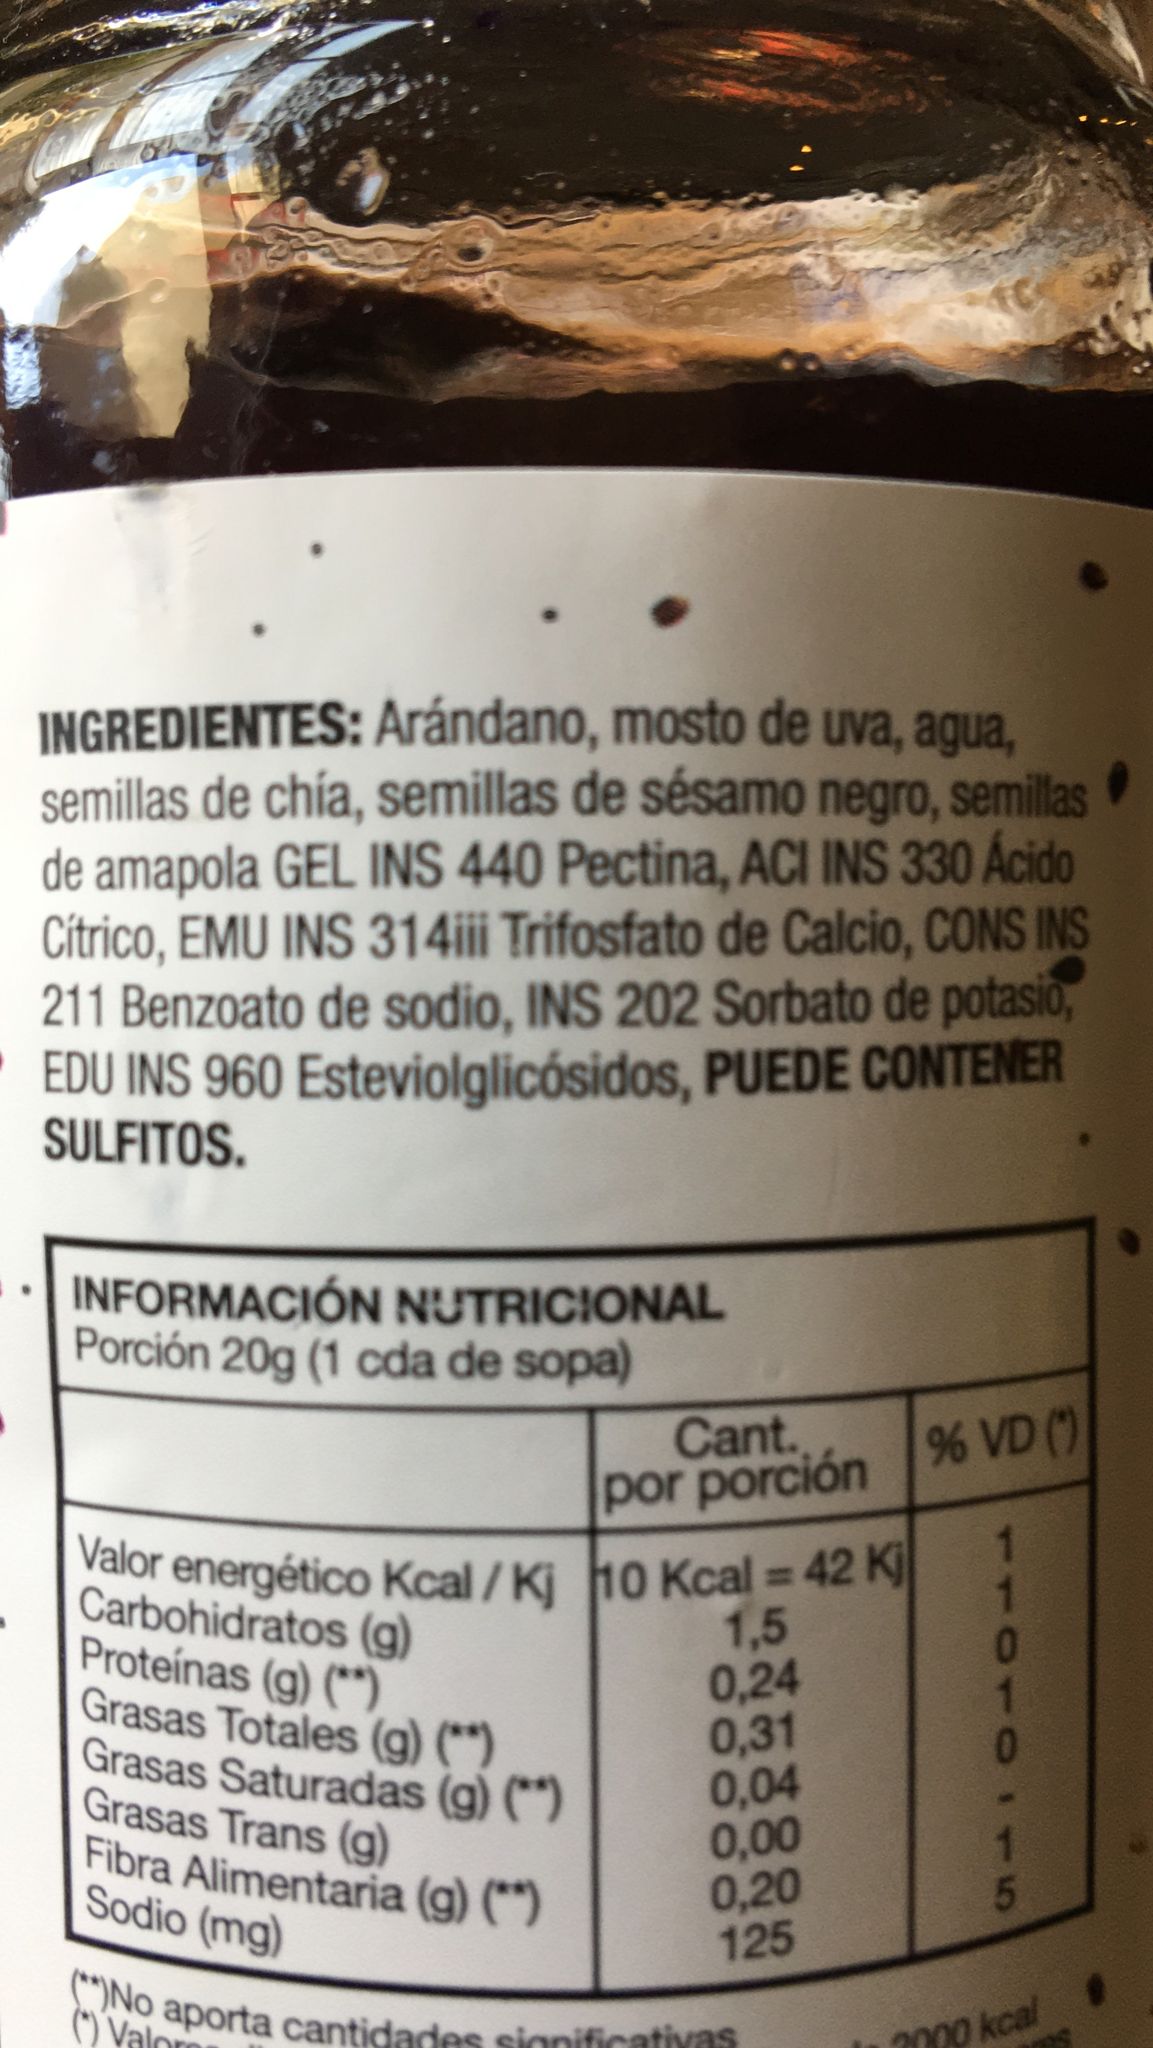 INGREDIENTES: Arándano, mosto de uva, agua,
semillas de chía, semillas de sésamo negro, semillas
de amapola GEL INS 440 Pectina, ACI INS 330 Ácido
Cítrico, EMU INS 314iii Trifosfato de Calcio, CONS INS
211 Benzoato de sodio, INS 202 Sorbato de potasio,
EDU INS 960 Esteviolglicósidos, PUEDE CONTENER
SULFITOS.
INFORMACIÓN NUTRICIONAL
Porción 20g (1 cda de sopa)
Cant. por porción % VD (*)
Valor energético Kcal / Kj 10 Kcal = 42 Kj 1
Carbohidratos (g) 1,5 1
Proteínas (g) (**) 0,24 0
Grasas Totales (g) (**) 0,31 1
Grasas Saturadas (g) (**) 0,04 0
Grasas Trans (g) 0,00 -
Fibra Alimentaria (g) (**) 0,20 1
Sodio (mg) 125 5
(**)No aporta cantidades significativas
(*) 2000 kcal